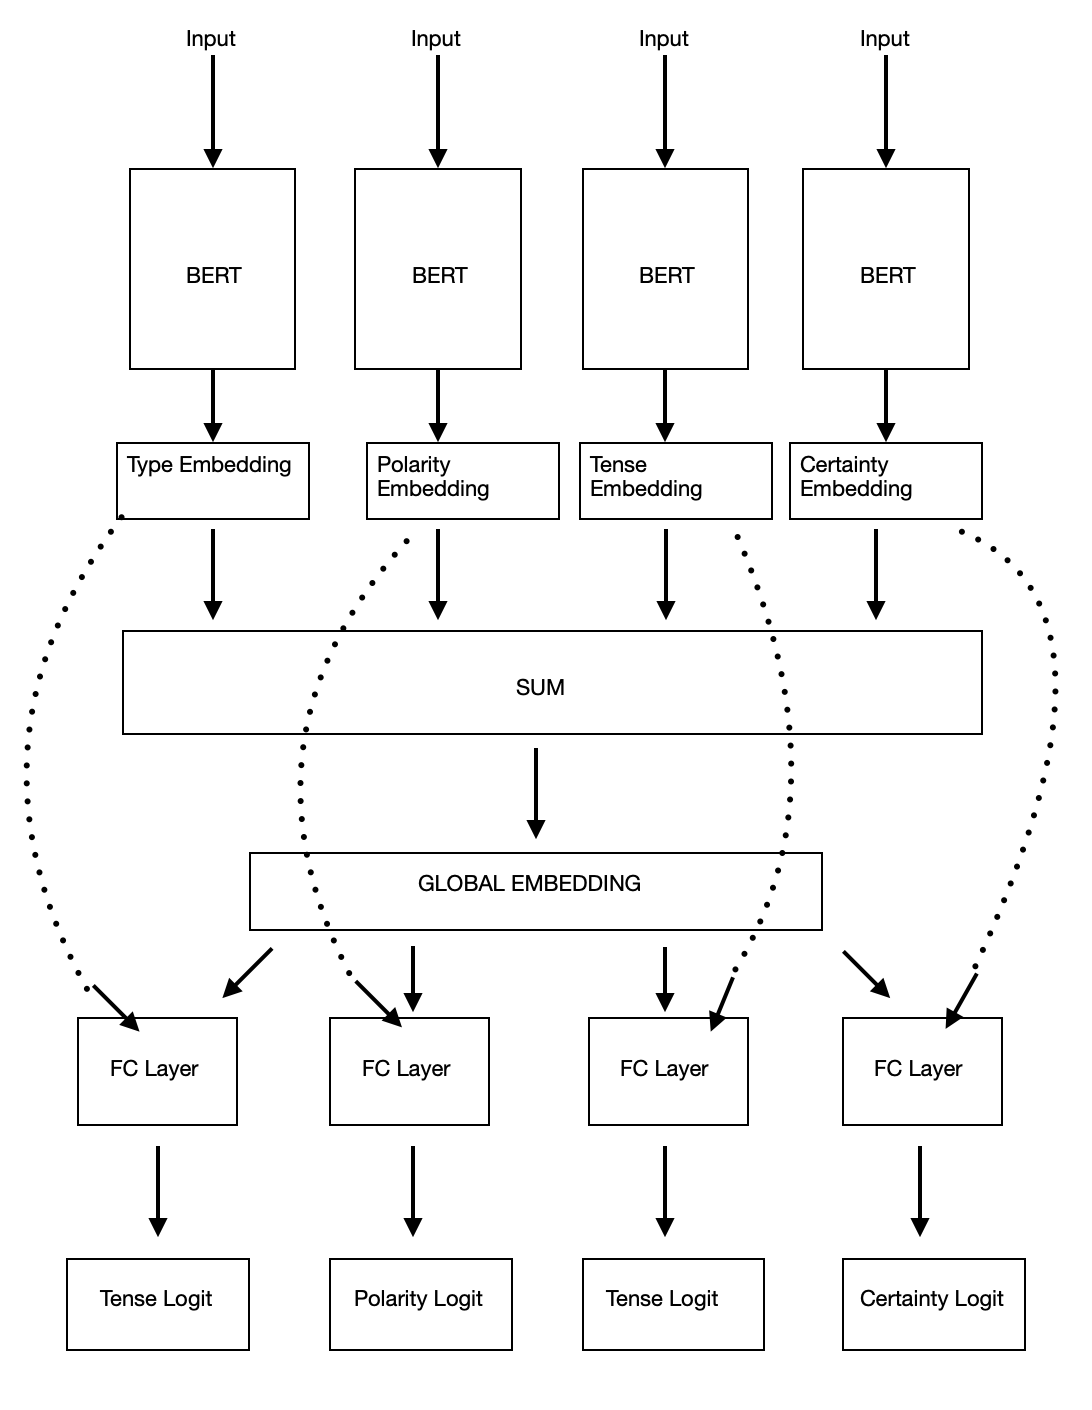 Input
Input
Input
Input
BERT
BERT
BERT
BERT
Type Embedding
Polarity
Embedding
Tense
Embedding
Certainty
Embedding
SUM
GLOBAL EMBEDDING
FC Layer
FC Layer
FC Layer
FC Layer
Tense Logit
Polarity Logit
Tense Logit
Certainty Logit